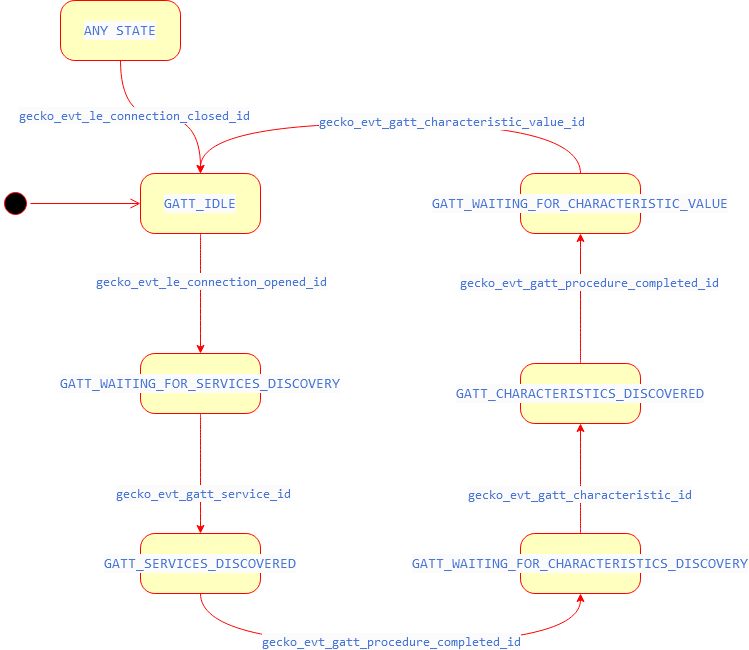 ANY STATE
gecko_evt_le_connection_closed_id
gecko_evt_gatt_characteristic_value_id
GATT_IDLE
GATT_WAITING_FOR_CHARACTERISTIC_VALUE
gecko_evt_le_connection_opened_id
gecko_evt_gatt_procedure_completed_id
GATT_WAITING_FOR_SERVICES_DISCOVERY
GATT_CHARACTERISTICS_DISCOVERED
gecko_evt_gatt_service_id
gecko_evt_gatt_characteristic_id
GATT_SERVICES_DISCOVERED
GATT_WAITING_FOR_CHARACTERISTICS_DISCOVERY
gecko_evt_gatt_procedure_completed_id